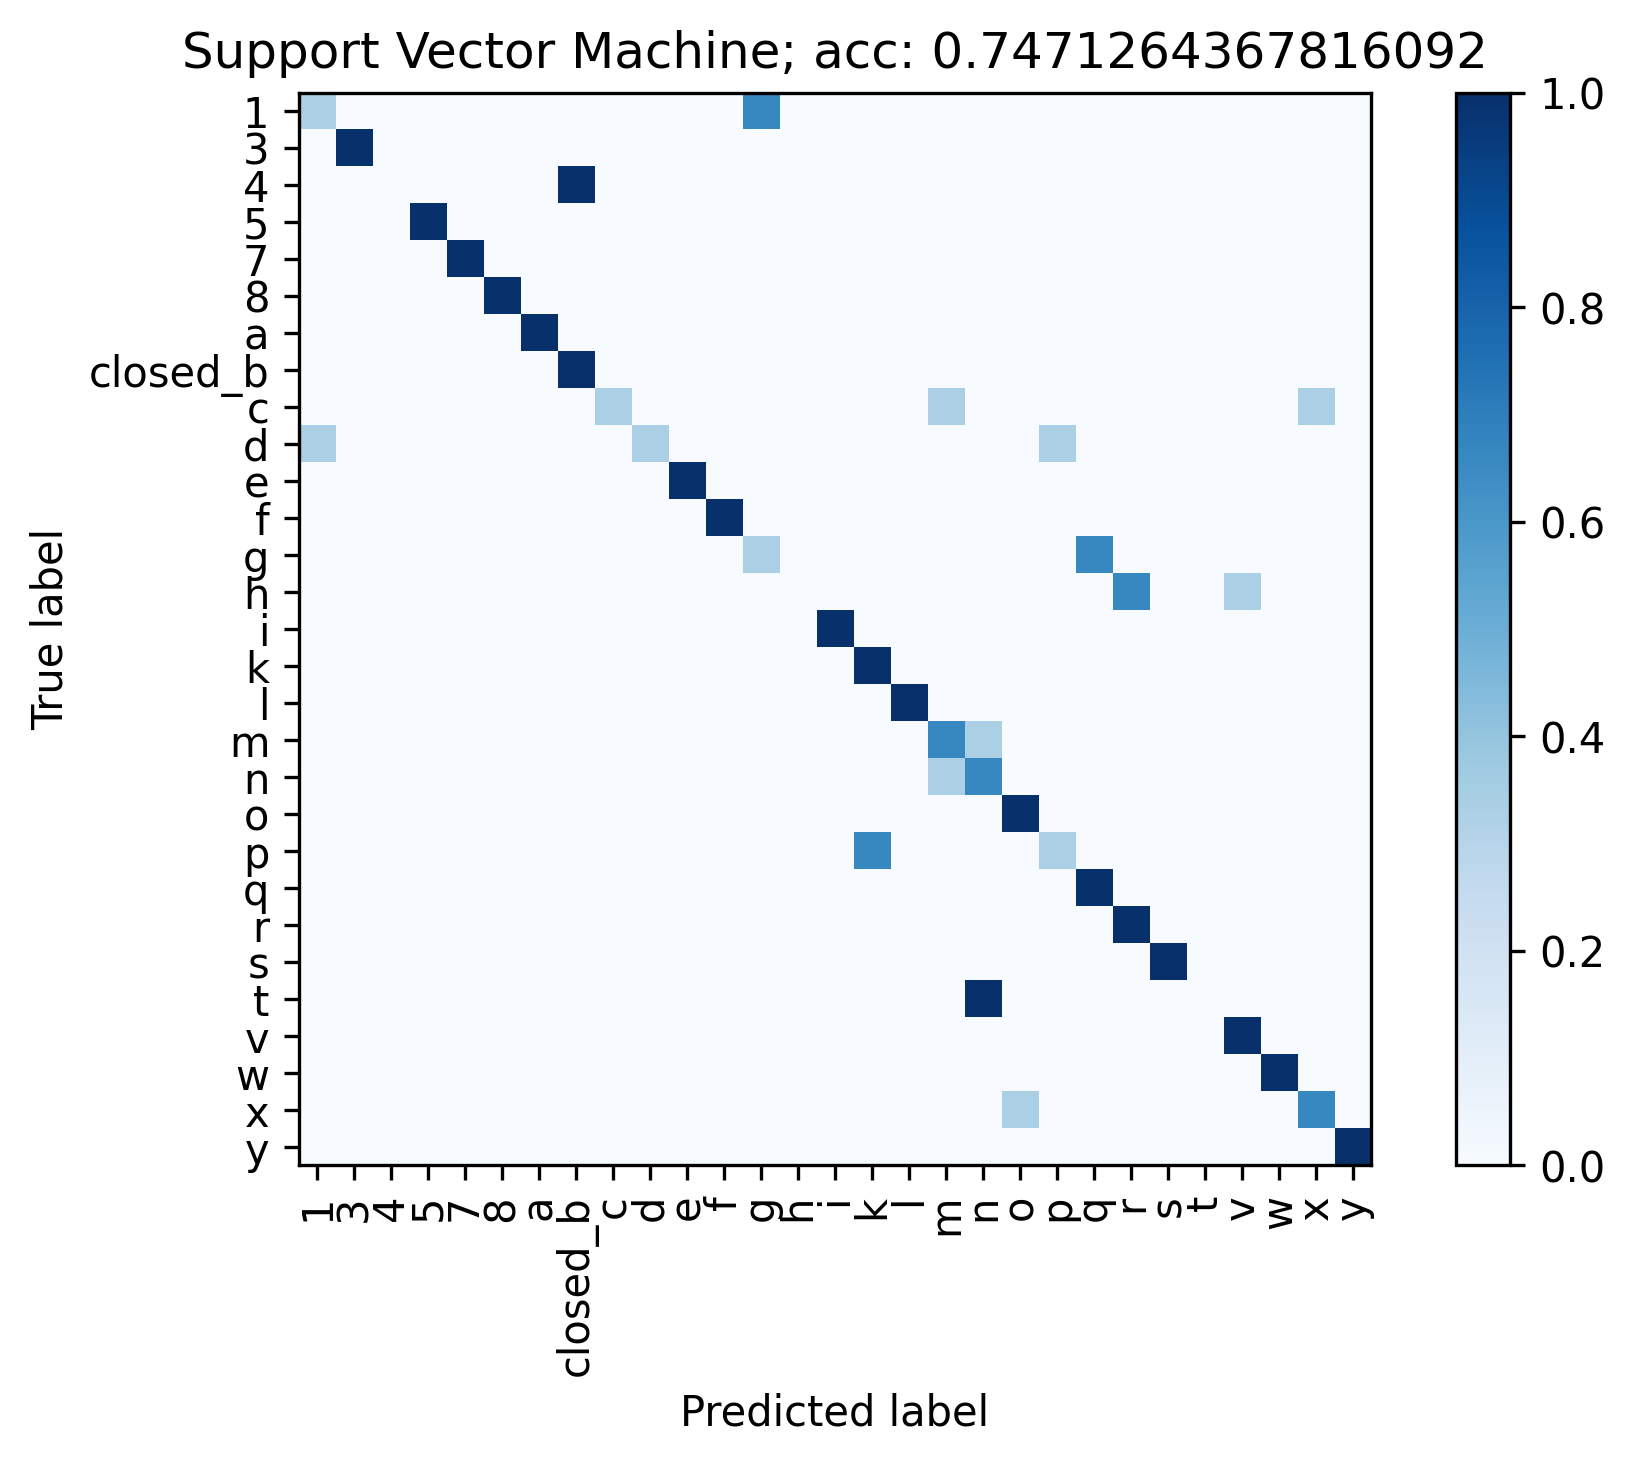 Support Vector Machine; acc: 0.7471264367816092
1
3
4
5
7
8
a
closed_b
c
d
e
f
g
h
i
k
l
m
n
o
p
q
r
s
t
v
w
x
y
True label
1 3 4 5 7 8 a closed_b c d e f g h i k l m n o p q r s t v w x y
Predicted label
1.0
0.8
0.6
0.4
0.2
0.0